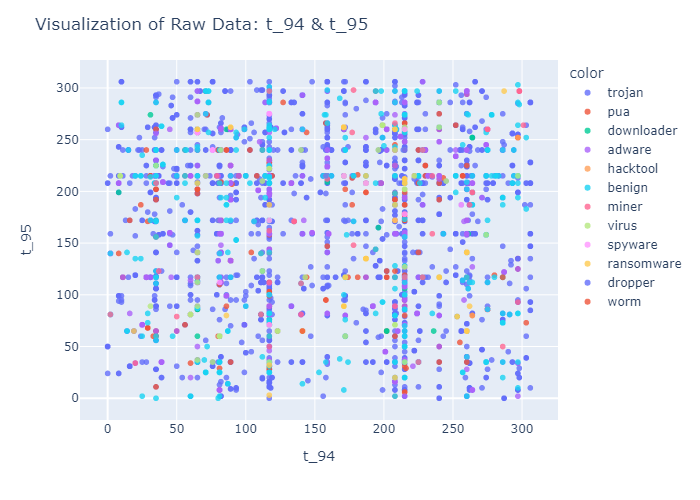 Visualization of Raw Data: t_94 & t_95
color
trojan
pua
downloader
adware
hacktool
benign
miner
virus
spyware
ransomware
dropper
worm
t_95
300
250
200
150
100
50
0
0 50 100 150 200 250 300
t_94